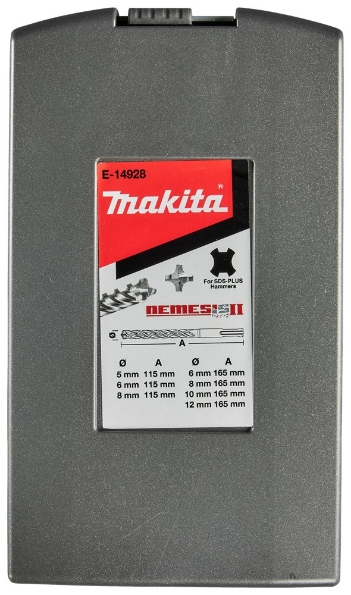 E-14928
makita®
For SDS-PLUS
Hammers
NEMESIS II
A
Ø A Ø A
5 mm 115 mm 6 mm 165 mm
6 mm 115 mm 8 mm 165 mm
8 mm 115 mm 10 mm 165 mm
12 mm 165 mm